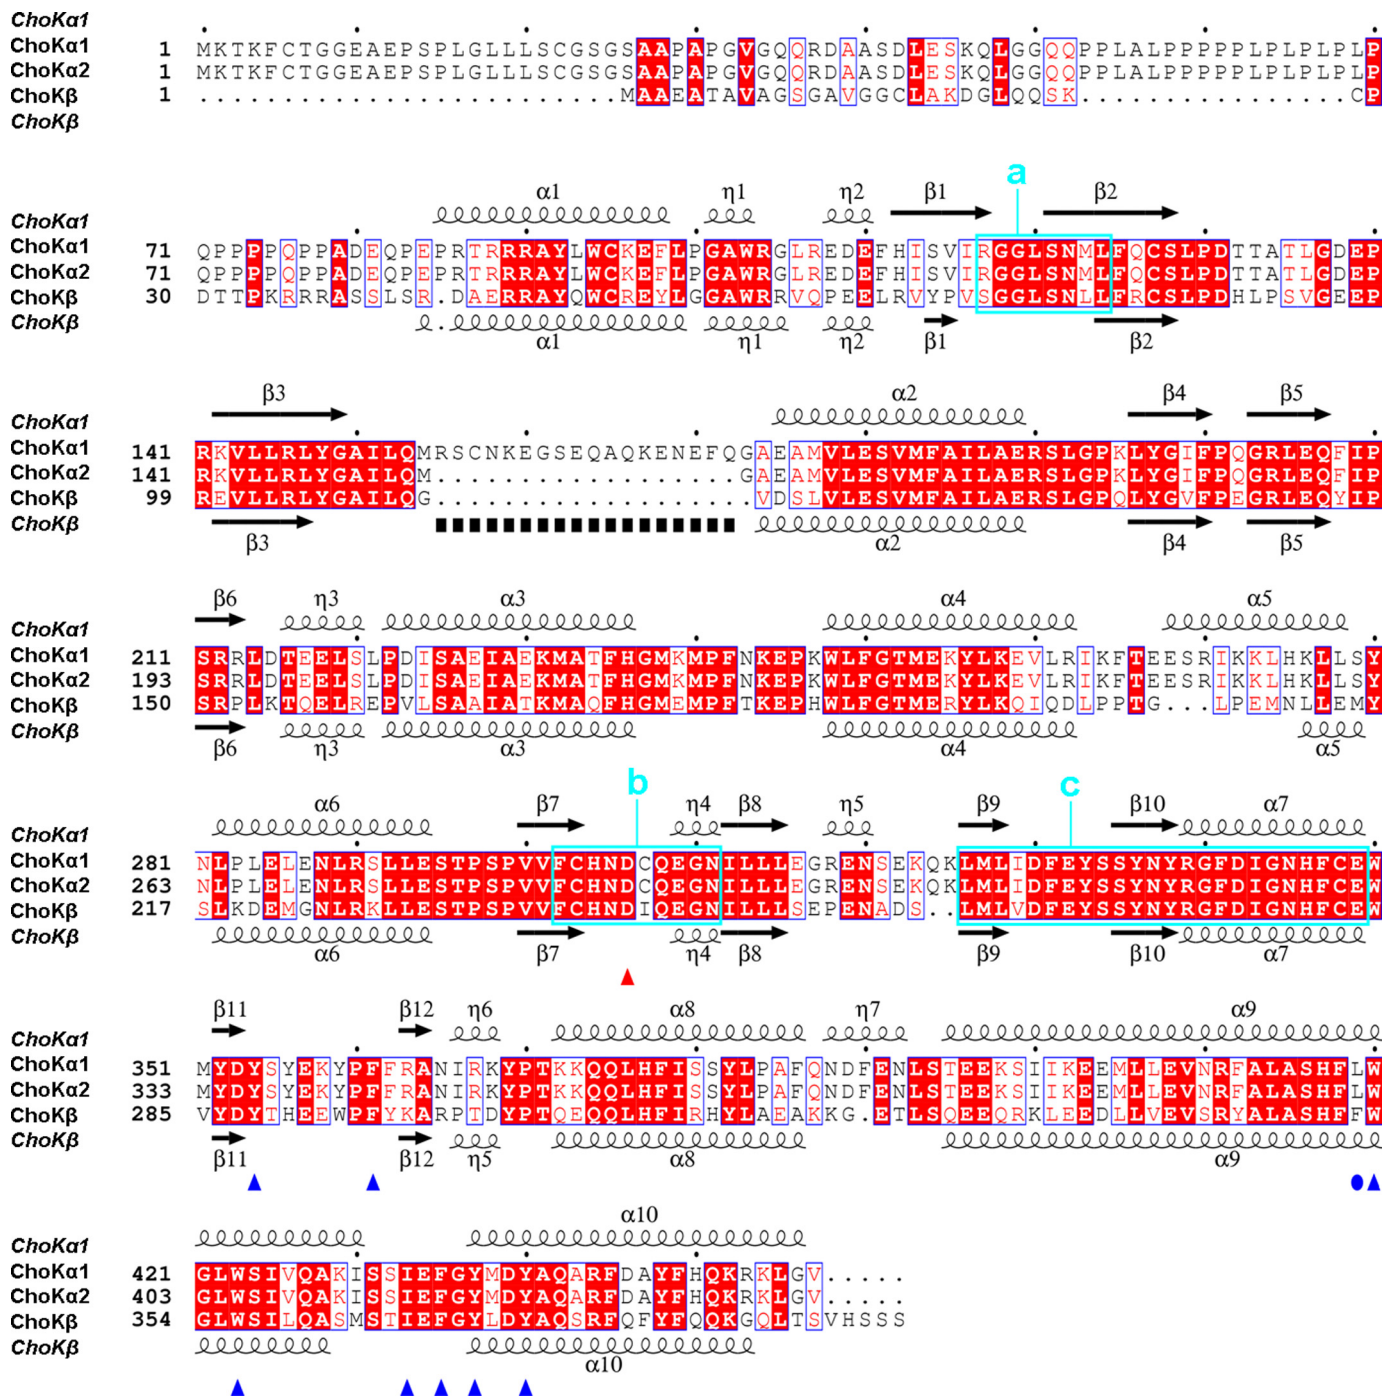 ChoKα1
ChoKα1 1 MKTKFCTGGEAEPSPLGLLLSCGSGSAAPAPGVGQQRDAASDLESKQLGGQQPPLALPPPPPLPLPLPLP
ChoKα2 1 MKTKFCTGGEAEPSPLGLLLSCGSGSAAPAPGVGQQRDAASDLESKQLGGQQPPLALPPPPPLPLPLPLP
ChoKβ 1 .........................MAAEATAVAGSGAVGGCLAKDGLQQSK................CP
ChoKβ
a
α1 η1 η2 β1 β2
ChoKα1
ChoKα1 71 QPPPPQPPADEQPEPRTRRRAYLWCKEFLPGAWRGLREDEFHISVIRGGLSNMLFQCSLPDTTATLGDEP
ChoKα2 71 QPPPPQPPADEQPEPRTRRRAYLWCKEFLPGAWRGLREDEFHISVIRGGLSNMLFQCSLPDTTATLGDEP
ChoKβ 30 DTTPKRRRASSLSR.DAERRAYQWCREYLGGAWRRVQPEELRVYPVSGGLSNLLFRCSLPDHLPSVGEEP
ChoKβ
α1 η1 η2 β1 β2
β3 α2 β4 β5
ChoKα1
ChoKα1 141 RKVLLRLYGAILQMRSCNKEGSEQAQKENEFQGAEAMVLESVMFAILAERSLGPKLYGIFPQGRLEQFIP
ChoKα2 141 RKVLLRLYGAILQM..................GAEAMVLESVMFAILAERSLGPKLYGIFPQGRLEQFIP
ChoKβ 99 REVLLRLYGAILQG...................VDSLVLESVMFAILAERSLGPQLYGVFPEGRLEQYIP
ChoKβ
β3 α2 β4 β5
β6 η3 α3 α4 α5
ChoKα1
ChoKα1 211 SRRLDTEELSLPDISAEIAEKMATFHGMKMPFNKEPKWLFGTMEKYLKEVLRIKFTEESRIKKLHKLLSY
ChoKα2 193 SRRLDTEELSLPDISAEIAEKMATFHGMKMPFNKEPKWLFGTMEKYLKEVLRIKFTEESRIKKLHKLLSY
ChoKβ 150 SRPLKTQELREPVLSAAIATKMAQFHGMEMPFTKEPHWLFGTMERYLKQIQDLPPTG...LPEMNLLEMY
ChoKβ
β6 η3 α3 α4 α5
b c
α6 β7 η4 β8 η5 β9 β10 α7
ChoKα1
ChoKα1 281 NLPLELENLRSLLESTPSPVVFCHNDCQEGNILLLEGRENSEKQKLMLIDFEYSSYNYRGFDIGNHFCEW
ChoKα2 263 NLPLELENLRSLLESTPSPVVFCHNDCQEGNILLLEGRENSEKQKLMLIDFEYSSYNYRGFDIGNHFCEW
ChoKβ 217 SLKDEMGNLRKLLESTPSPVVFCHNDIQEGNILLLSEPENADS..LMLVDFEYSSYNYRGFDIGNHFCEW
ChoKβ
α6 β7 η4 β8 β9 β10 α7
β11 β12 η6 α8 η7 α9
ChoKα1
ChoKα1 351 MYDYSYEKYPFFRANIRKYPTKKQQLHFISSYLPAFQNDFENLSTEEKSIIKEEMLLEVNRFALASHFLW
ChoKα2 333 MYDYSYEKYPFFRANIRKYPTKKQQLHFISSYLPAFQNDFENLSTEEKSIIKEEMLLEVNRFALASHFLW
ChoKβ 285 VYDYTHEEWPFYKARPTDYPTQEQQLHFIRHYLAEAKKG.ETLSQEEQRKLEEDLLVEVSRYALASHFFW
ChoKβ
β11 β12 η5 α8 α9
α10
ChoKα1
ChoKα1 421 GLWSIVQAKISSIEFGYMDYAQARFDAYFHQKRKLGV.....
ChoKα2 403 GLWSIVQAKISSIEFGYMDYAQARFDAYFHQKRKLGV.....
ChoKβ 354 GLWSILQASMSTIEFGYLDYAQSRFQFYFQQKGQLTSVHSSS
ChoKβ
α10